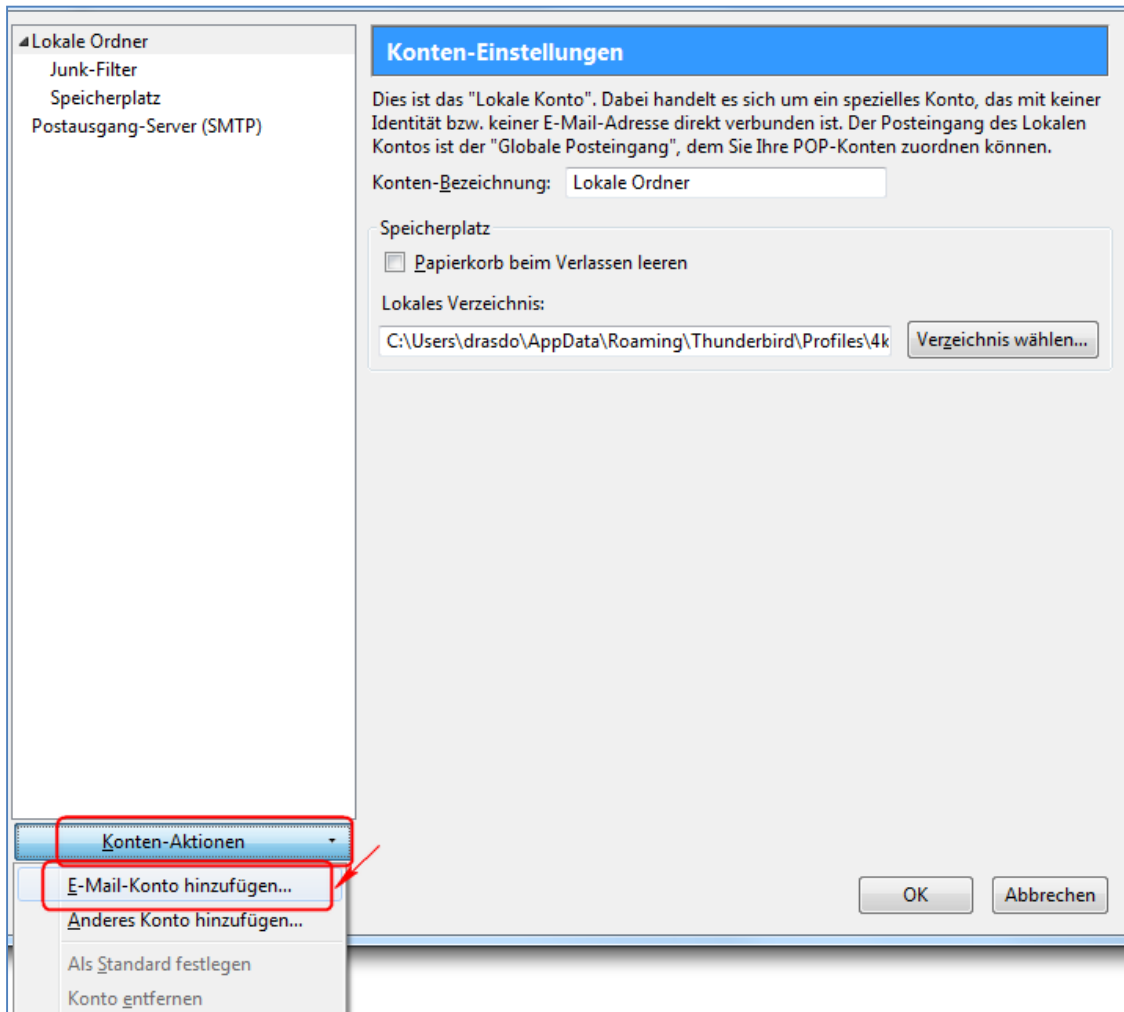 Lokale Ordner
Junk-Filter
Speicherplatz
Postausgang-Server (SMTP)
Konten-Einstellungen
Dies ist das "Lokale Konto". Dabei handelt es sich um ein spezielles Konto, das mit keiner
Identität bzw. keiner E-Mail-Adresse direkt verbunden ist. Der Posteingang des Lokalen
Kontos ist der "Globale Posteingang", dem Sie Ihre POP-Konten zuordnen können.
Konten-Bezeichnung: Lokale Ordner
Speicherplatz
Papierkorb beim Verlassen leeren
Lokales Verzeichnis:
C:\Users\drasdo\AppData\Roaming\Thunderbird\Profiles\4k Verzeichnis wählen...
Konten-Aktionen
E-Mail-Konto hinzufügen...
Anderes Konto hinzufügen...
Als Standard festlegen
Konto entfernen
OK Abbrechen